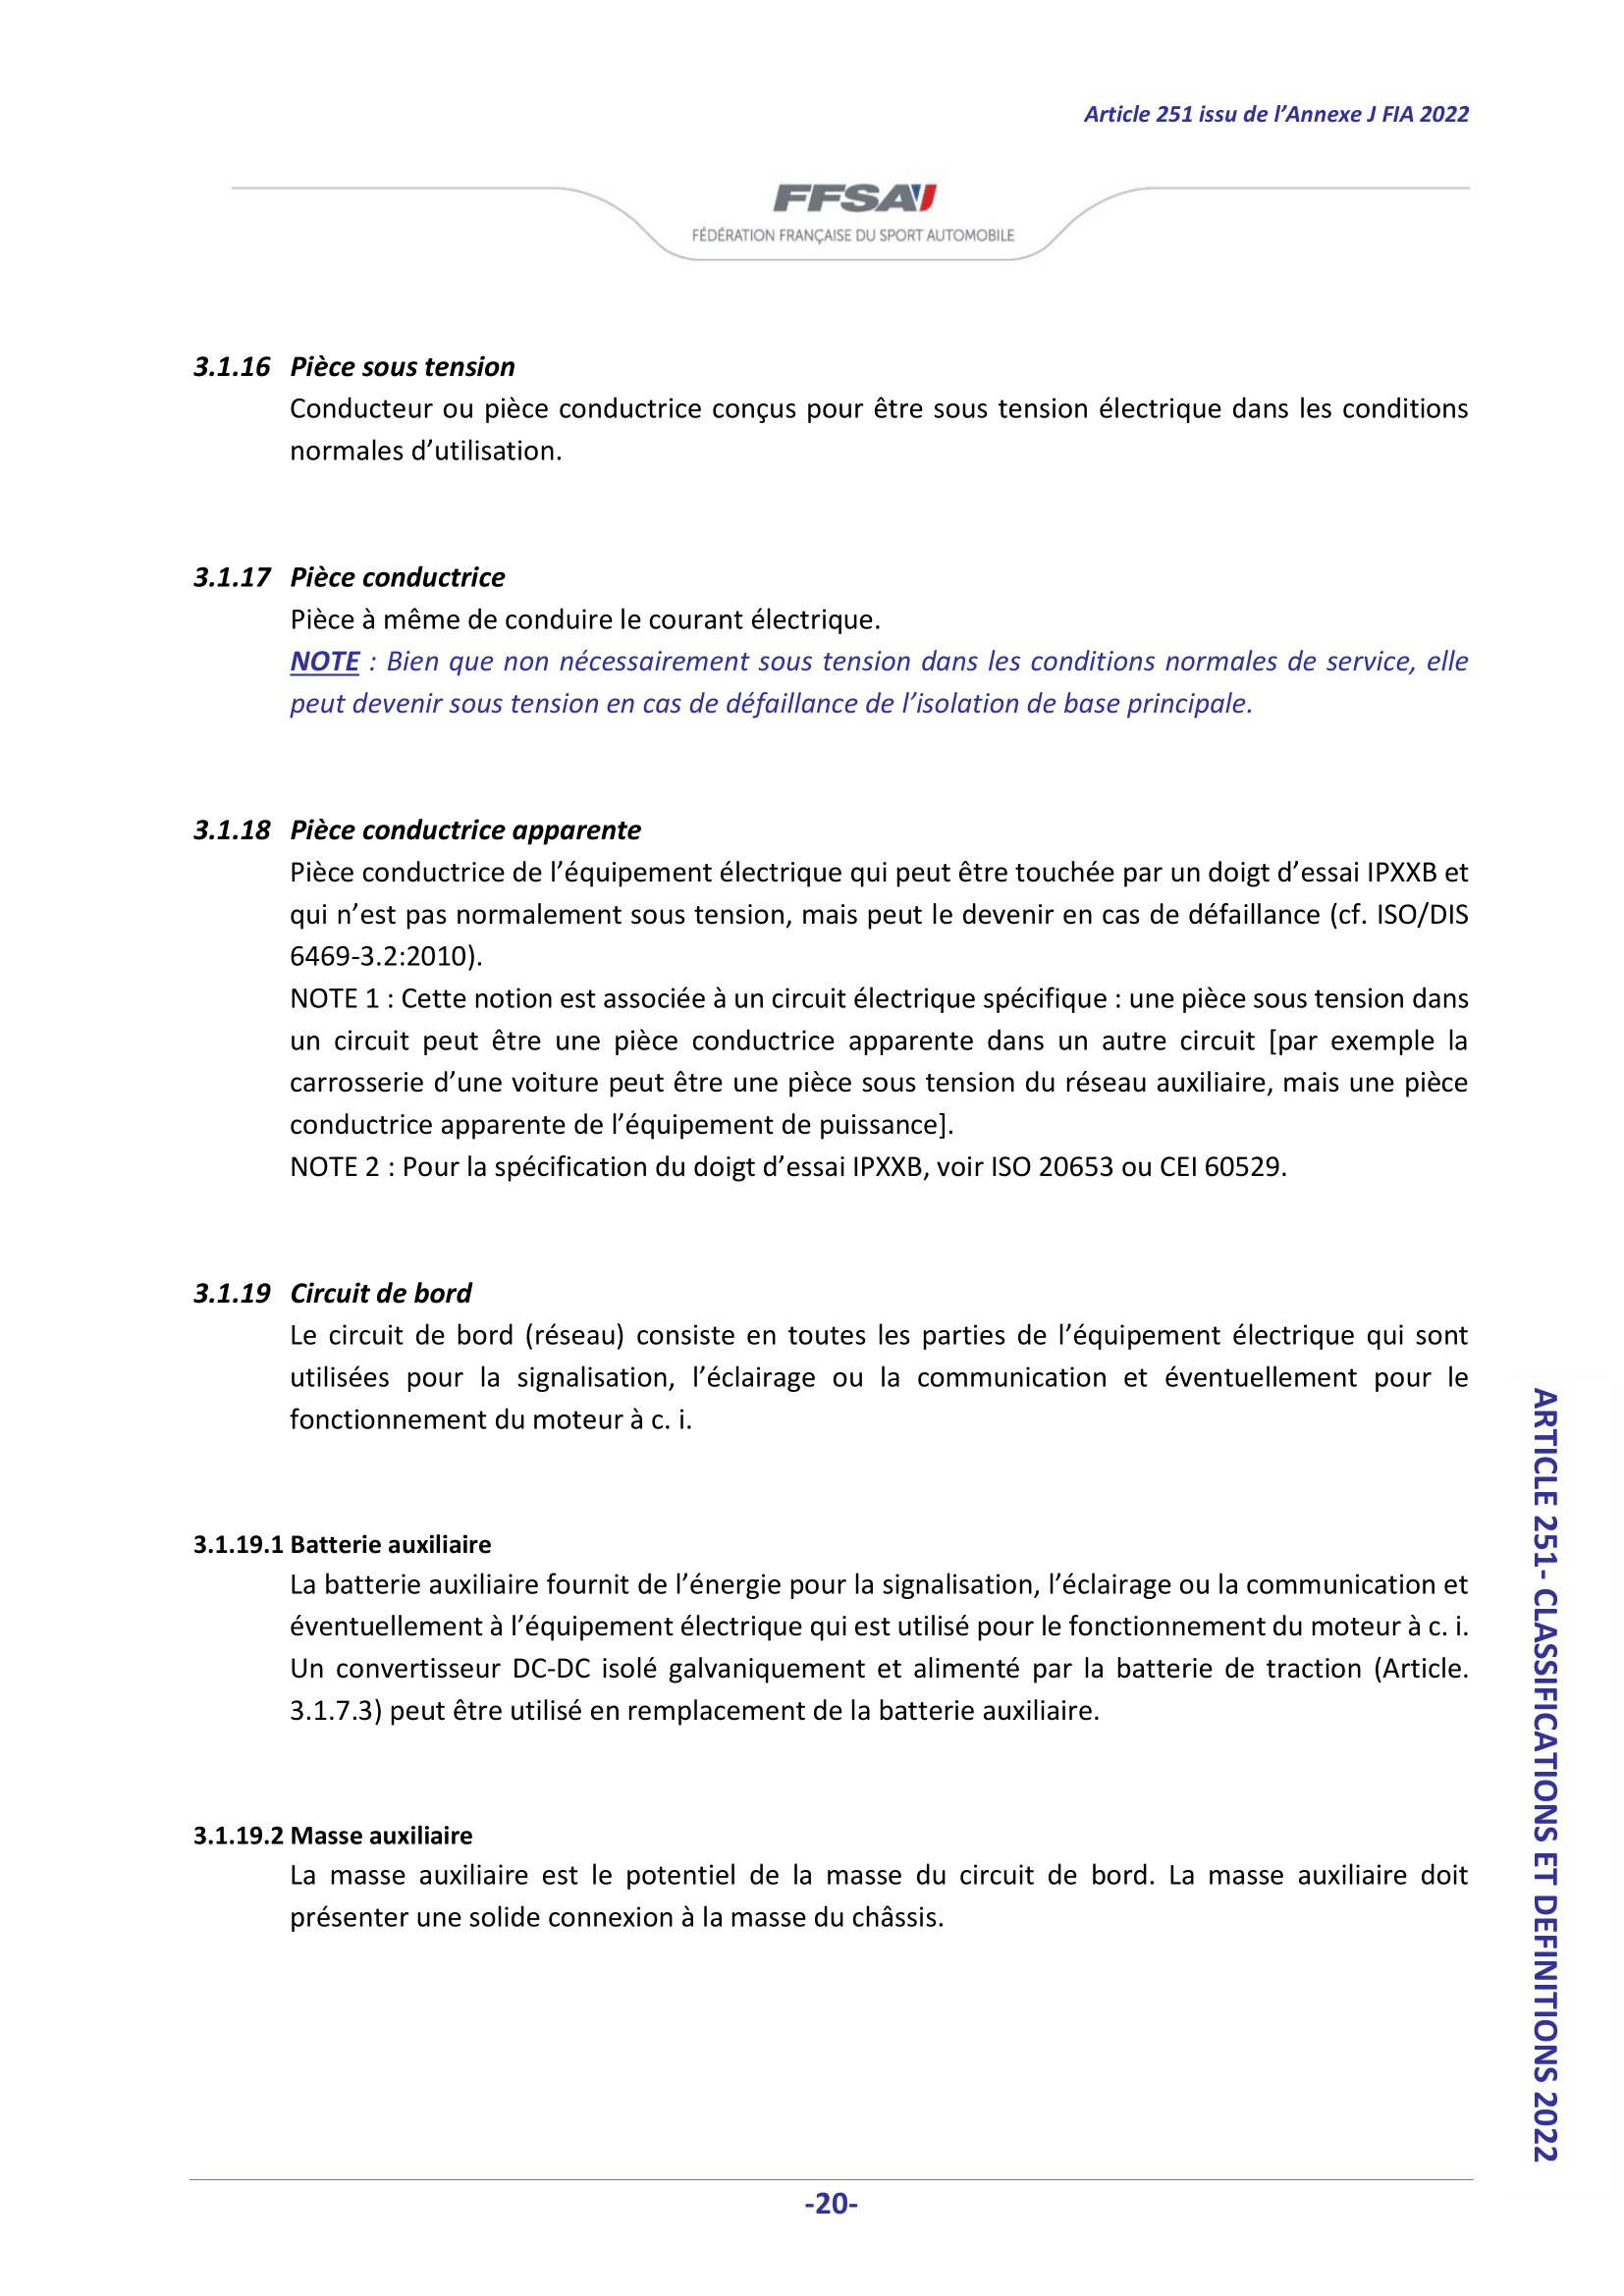 Article 251 issu de l’Annexe J FIA 2022
FFSA
FÉDÉRATION FRANÇAISE DU SPORT AUTOMOBILE
3.1.16 Pièce sous tension
Conducteur ou pièce conductrice conçus pour être sous tension électrique dans les conditions
normales d’utilisation.
3.1.17 Pièce conductrice
Pièce à même de conduire le courant électrique.
NOTE : Bien que non nécessairement sous tension dans les conditions normales de service, elle
peut devenir sous tension en cas de défaillance de l’isolation de base principale.
3.1.18 Pièce conductrice apparente
Pièce conductrice de l’équipement électrique qui peut être touchée par un doigt d’essai IPXXB et
qui n’est pas normalement sous tension, mais peut le devenir en cas de défaillance (cf. ISO/DIS
6469-3.2:2010).
NOTE 1 : Cette notion est associée à un circuit électrique spécifique : une pièce sous tension dans
un circuit peut être une pièce conductrice apparente dans un autre circuit [par exemple la
carrosserie d’une voiture peut être une pièce sous tension du réseau auxiliaire, mais une pièce
conductrice apparente de l’équipement de puissance].
NOTE 2 : Pour la spécification du doigt d’essai IPXXB, voir ISO 20653 ou CEI 60529.
3.1.19 Circuit de bord
Le circuit de bord (réseau) consiste en toutes les parties de l’équipement électrique qui sont
utilisées pour la signalisation, l’éclairage ou la communication et éventuellement pour le
fonctionnement du moteur à c. i.
3.1.19.1 Batterie auxiliaire
La batterie auxiliaire fournit de l’énergie pour la signalisation, l’éclairage ou la communication et
éventuellement à l’équipement électrique qui est utilisé pour le fonctionnement du moteur à c. i.
Un convertisseur DC-DC isolé galvaniquement et alimenté par la batterie de traction (Article.
3.1.7.3) peut être utilisé en remplacement de la batterie auxiliaire.
3.1.19.2 Masse auxiliaire
La masse auxiliaire est le potentiel de la masse du circuit de bord. La masse auxiliaire doit
présenter une solide connexion à la masse du châssis.
ARTICLE 251- CLASSIFICATIONS ET DEFINITIONS 2022
-20-